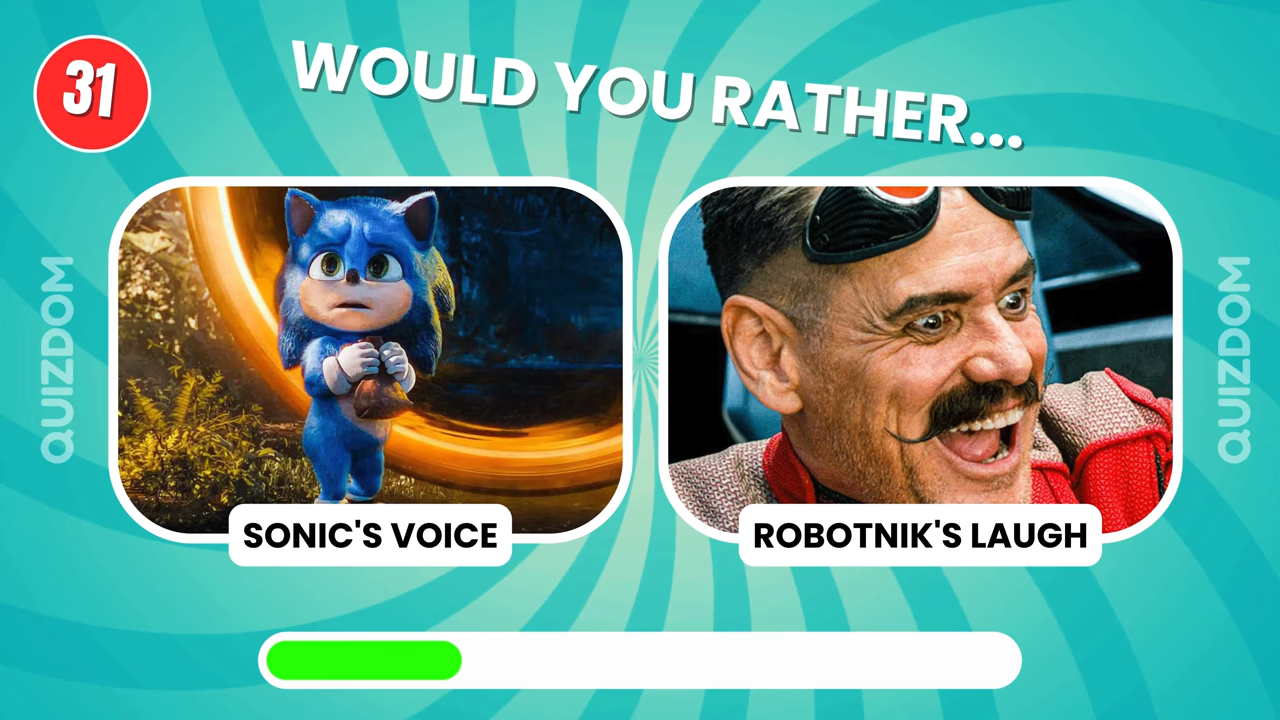 31
WOULD YOU RATHER...
QUIZDOM
QUIZDOM
SONIC'S VOICE
ROBOTNIK'S LAUGH